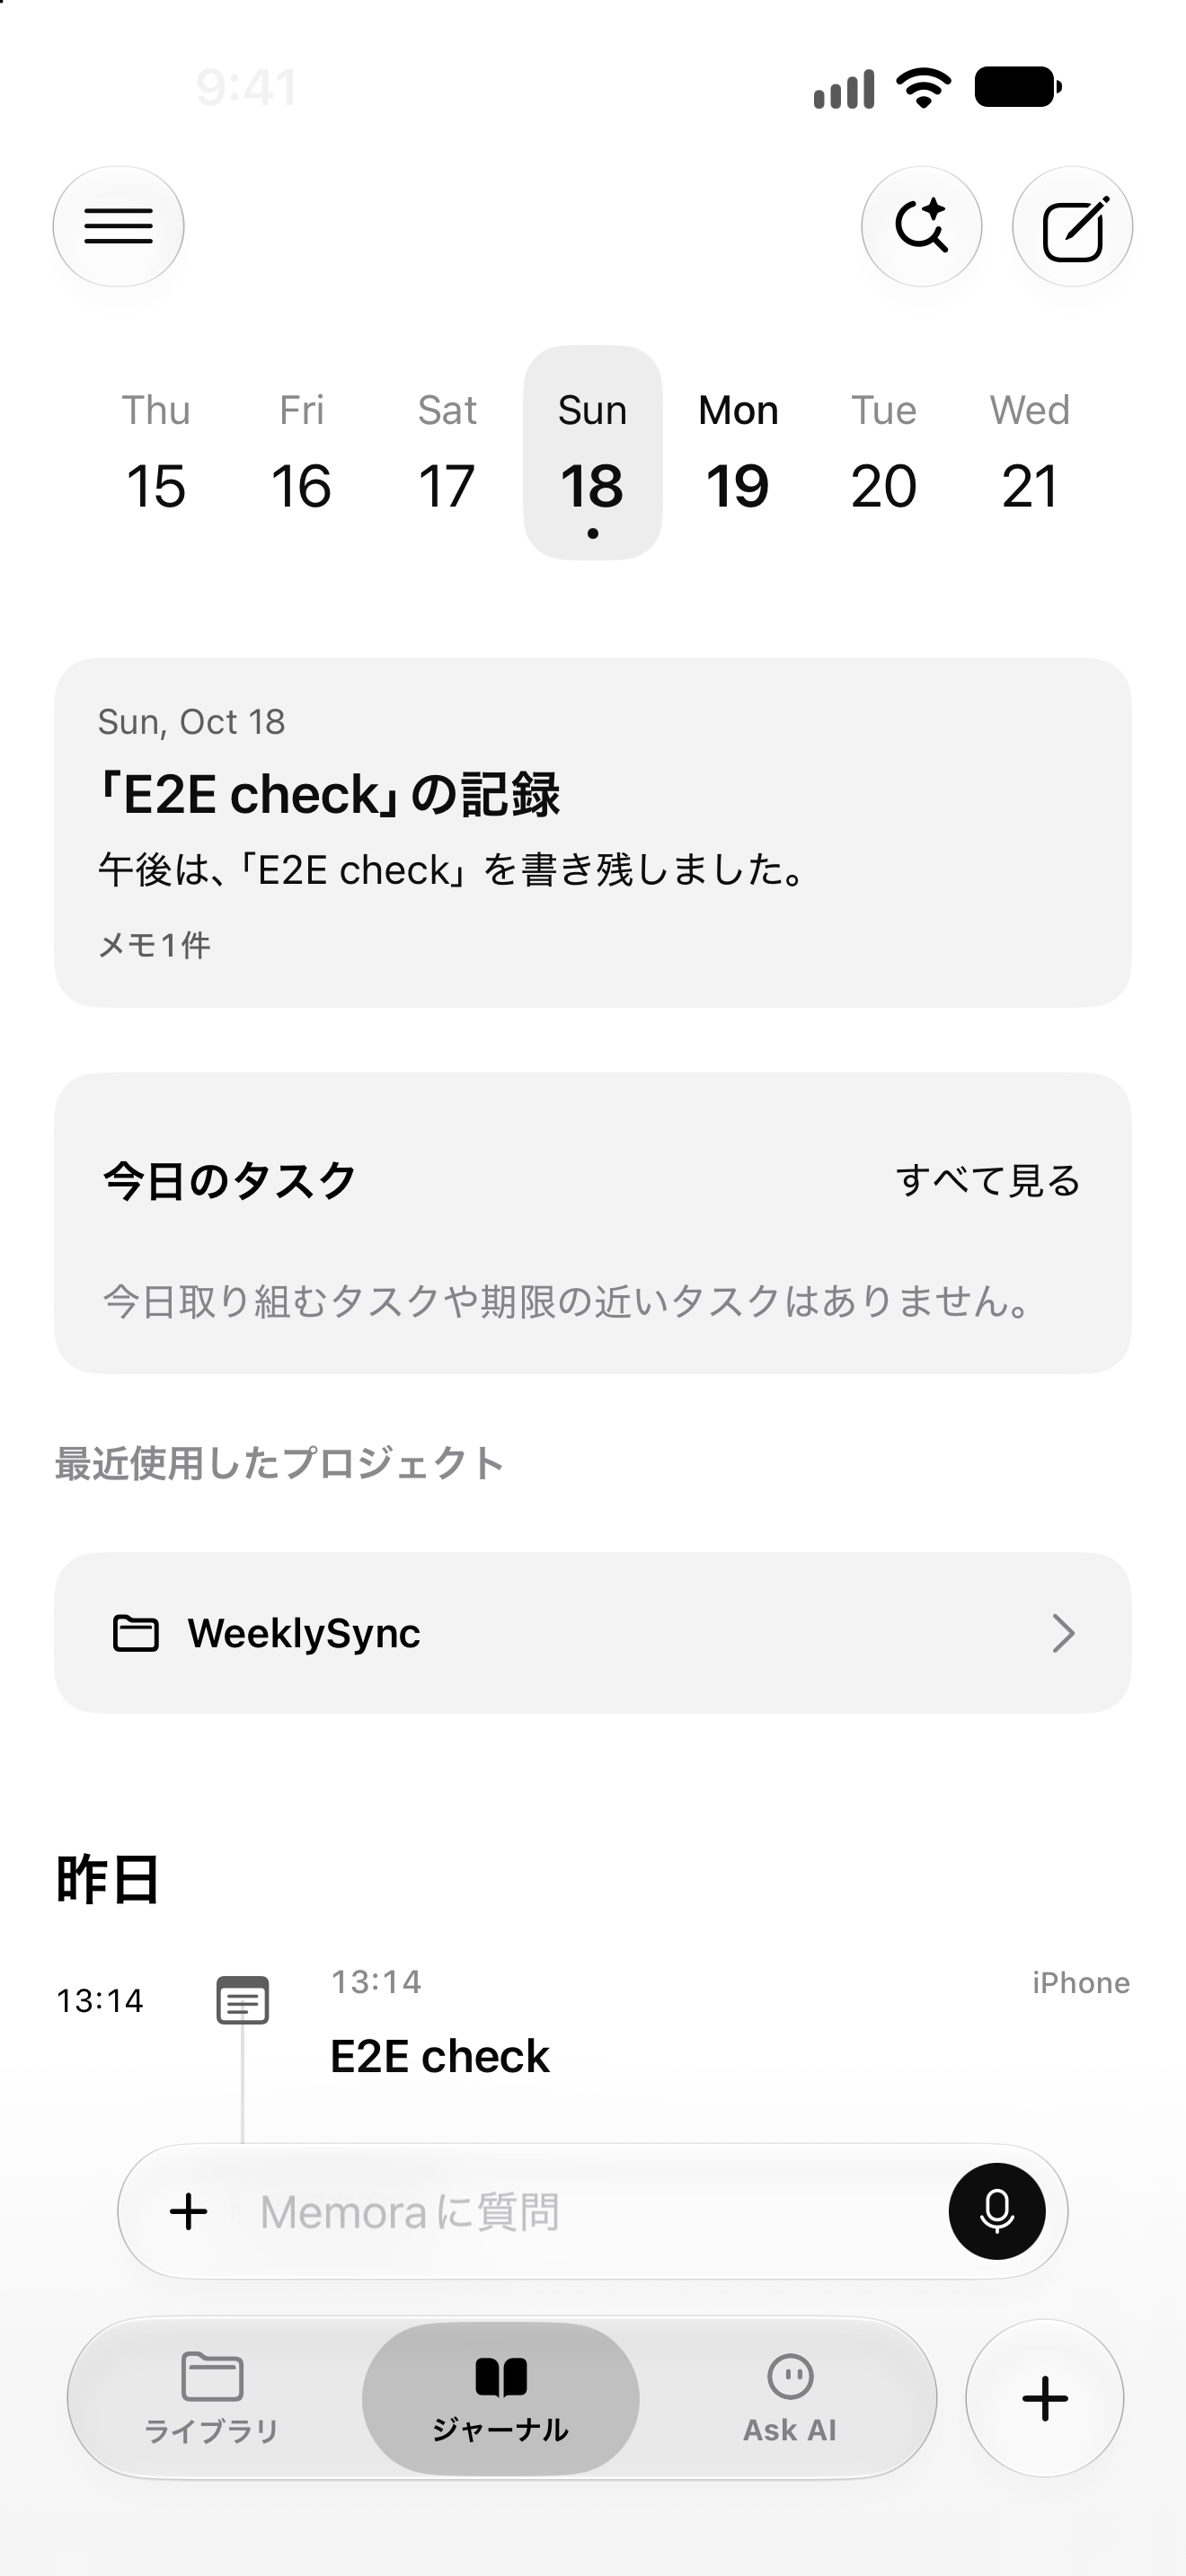 9:41
Thu Fri Sat Sun Mon Tue Wed
15 16 17 18 19 20 21
Sun, Oct 18
「E2E check」の記録
午後は、「E2E check」を書き残しました。
メモ1件
今日のタスク すべて見る
今日取り組むタスクや期限の近いタスクはありません。
最近使用したプロジェクト
WeeklySync
昨日
13:14 13:14 iPhone
E2E check
Memoraに質問
ライブラリ ジャーナル Ask AI